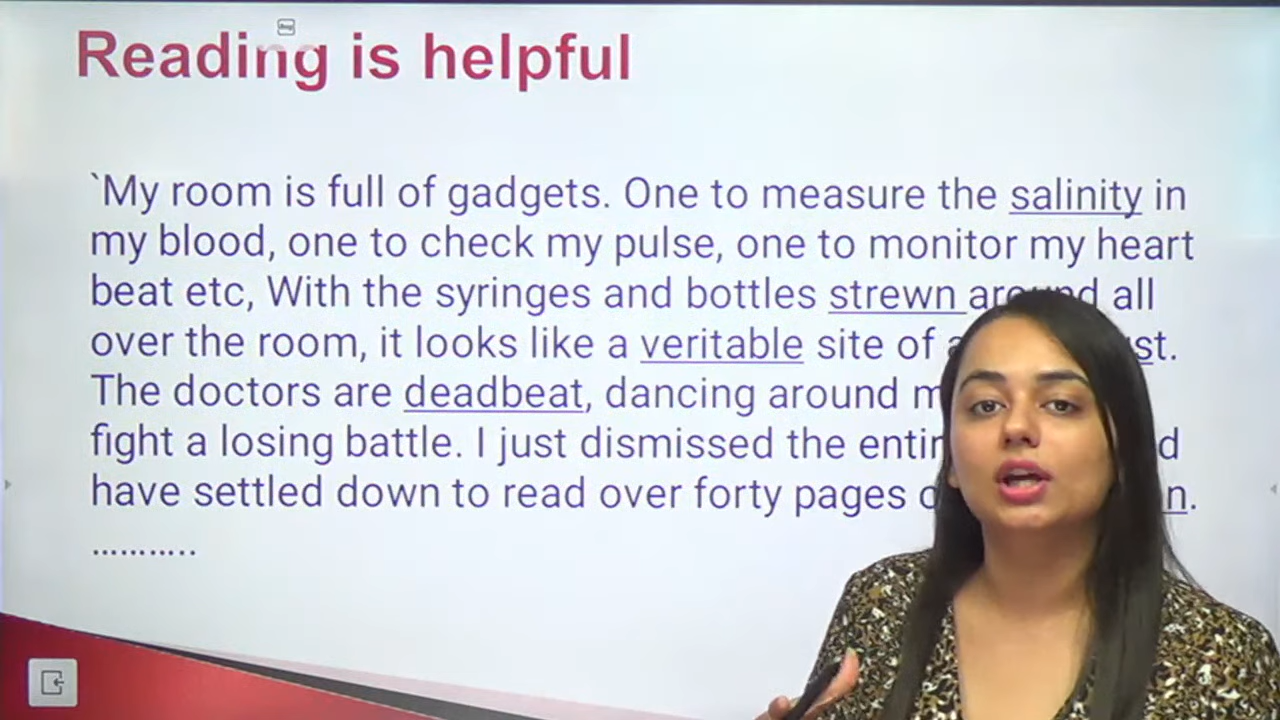 Reading is helpful
`My room is full of gadgets. One to measure the salinity in
my blood, one to check my pulse, one to monitor my heart
beat etc, With the syringes and bottles strewn around all
over the room, it looks like a veritable site of
The doctors are deadbeat, dancing around
fight a losing battle. I just dismissed the
have settled down to read over forty pages
...........